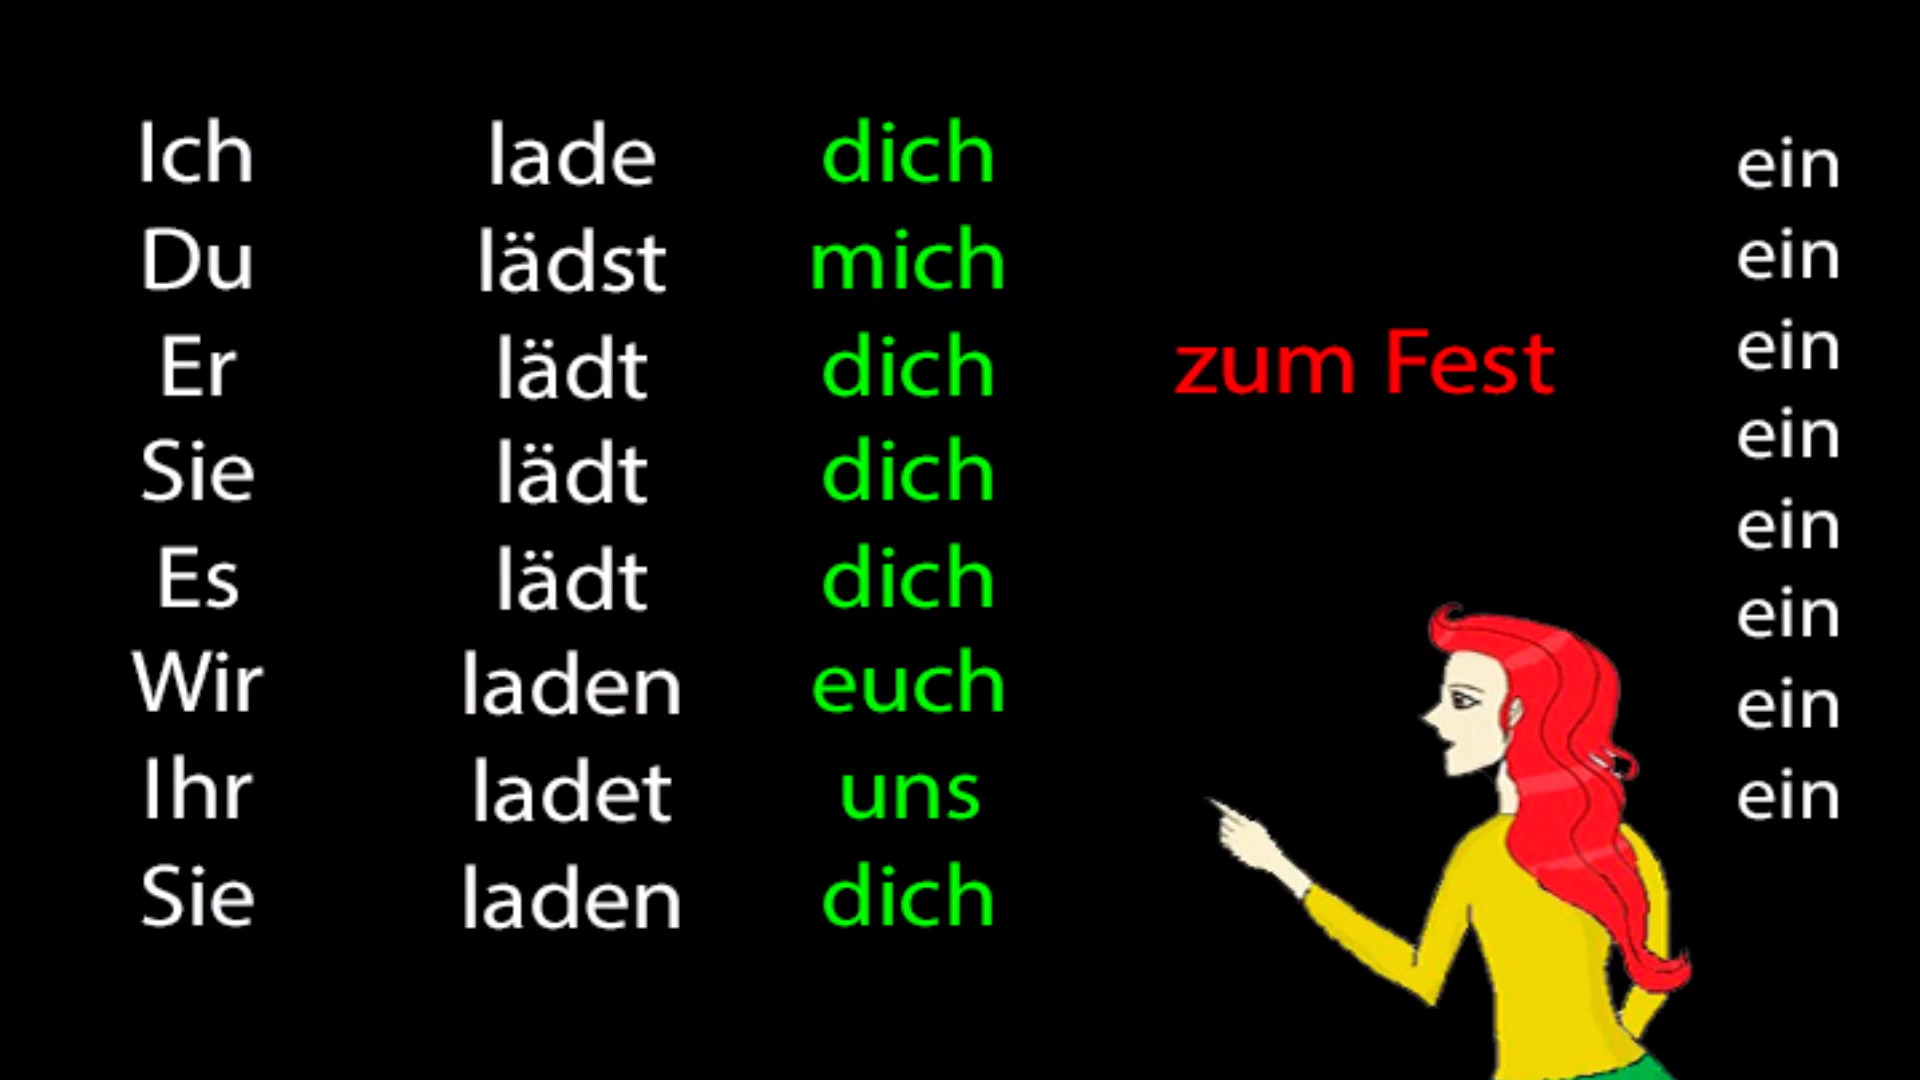 Ich lade dich ein
Du lädst mich ein
Er lädt dich zum Fest ein
Sie lädt dich ein
Es lädt dich ein
Wir laden euch ein
Ihr ladet uns ein
Sie laden dich ein